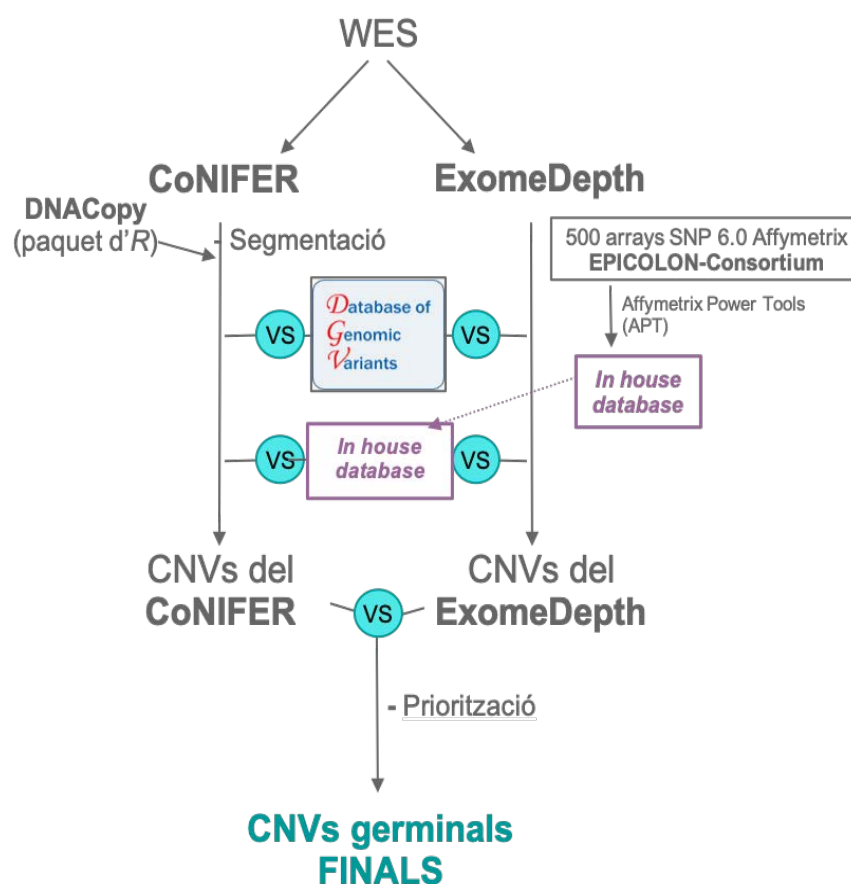 WES
CoNIFER
ExomeDepth
DNACopy
(paquet d'R)
- Segmentació
500 arrays SNP 6.0 Affymetrix
EPICOLON-Consortium
Affymetrix Power Tools
(APT)
VS
Database of
Genomic
Variants
VS
In house
database
VS
In house
database
VS
CNVs del
CoNIFER
VS
CNVs del
ExomeDepth
- Priorització
CNVs germinals
FINALS